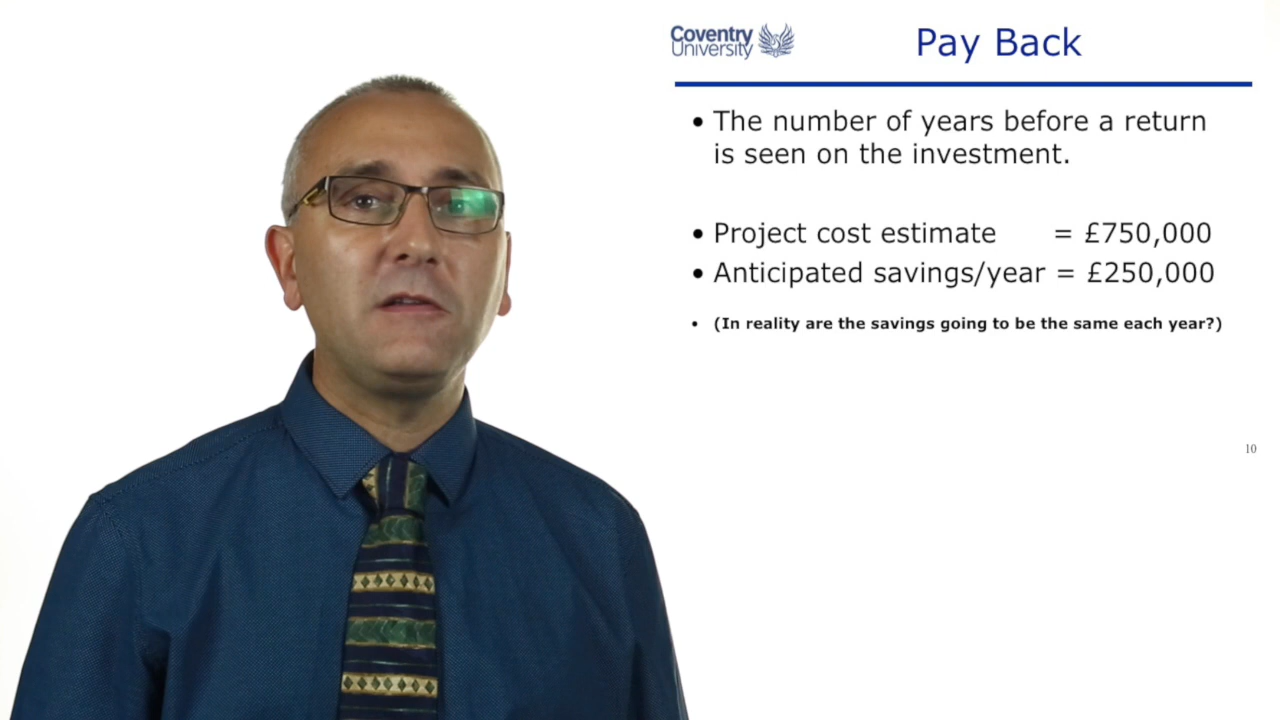 Coventry
University
Pay Back
• The number of years before a return
is seen on the investment.
• Project cost estimate = £750,000
• Anticipated savings/year = £250,000
• (In reality are the savings going to be the same each year?)
10